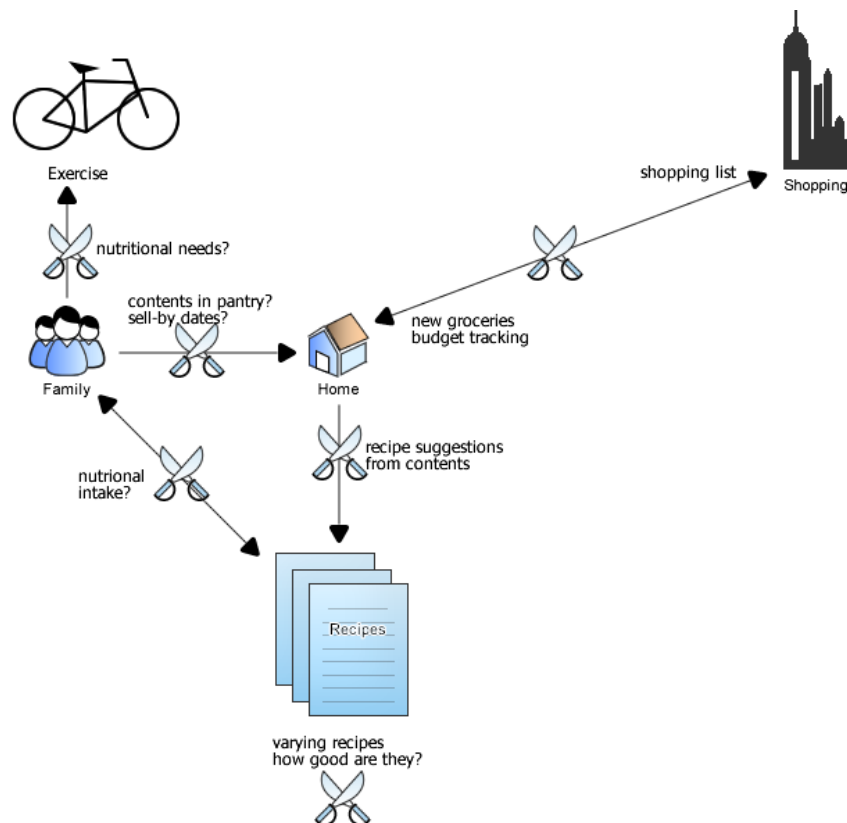 Exercise
shopping list
Shopping
nutritional needs?
contents in pantry?
sell-by dates?
new groceries
budget tracking
Family
Home
recipe suggestions
from contents
nutrional
intake?
Recipes
varying recipes
how good are they?